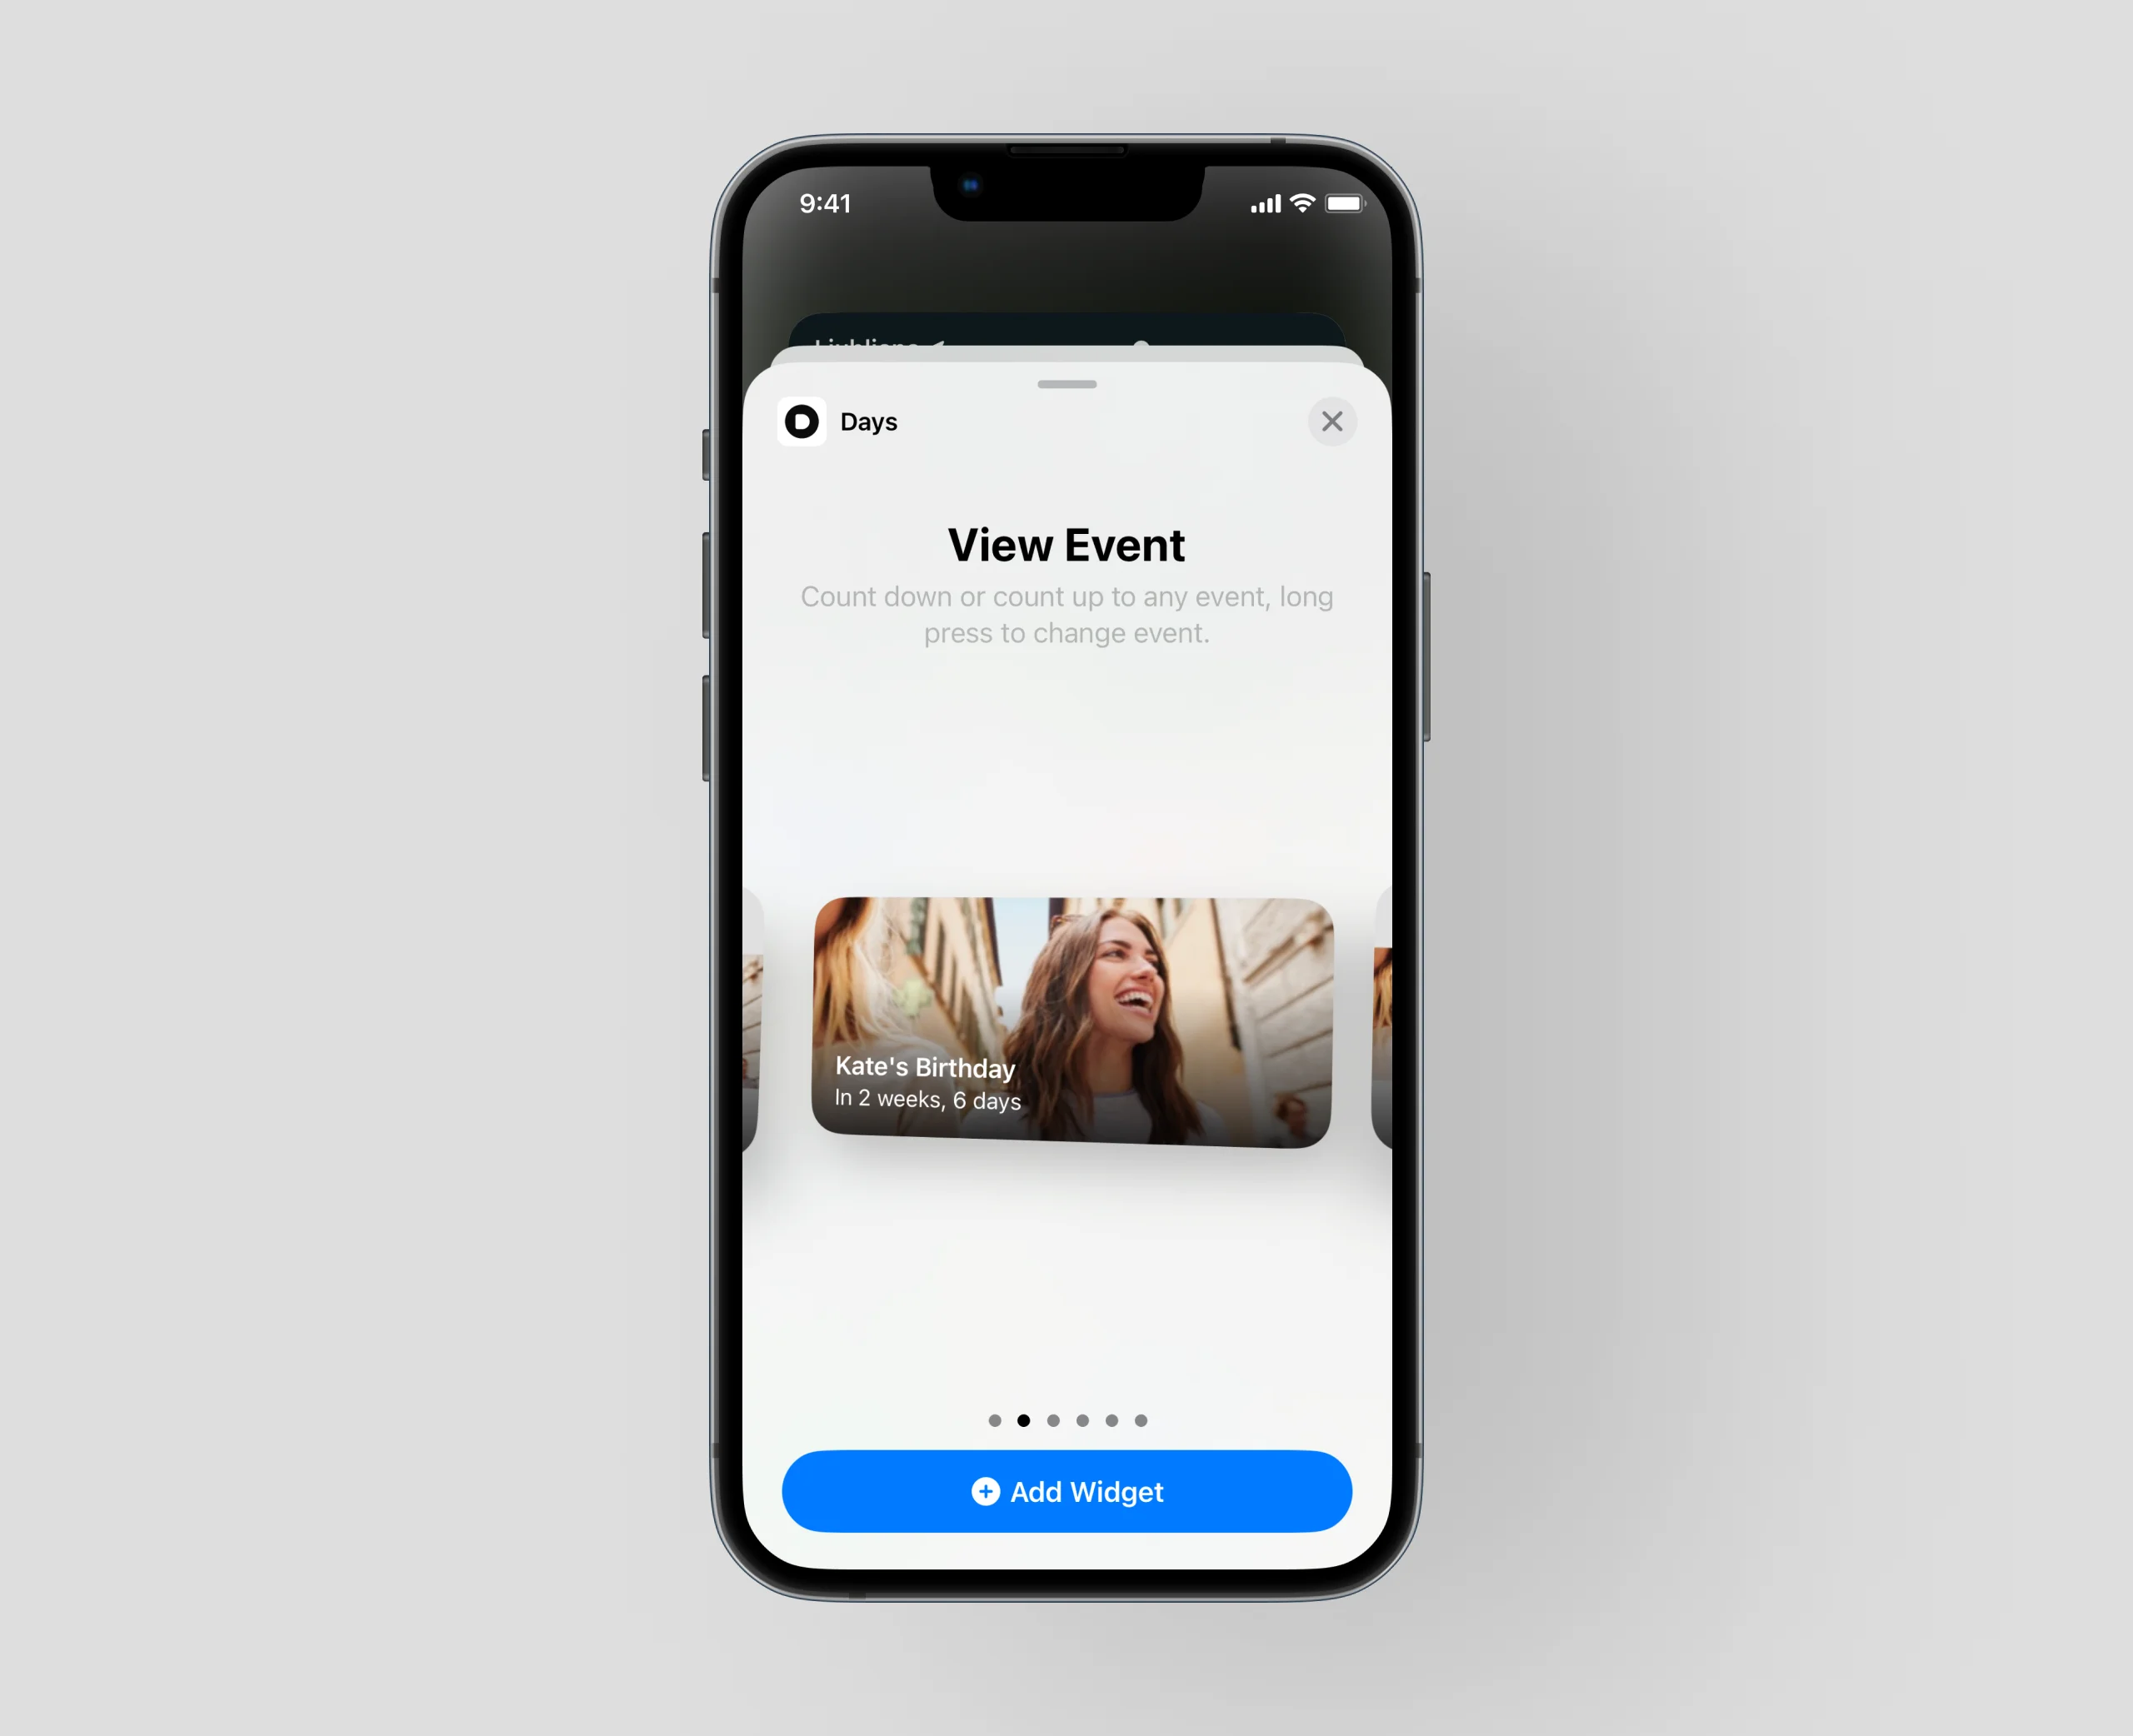 9:41
Days
View Event
Count down or count up to any event, long
press to change event.
Kate's Birthday
In 2 weeks, 6 days
Add Widget